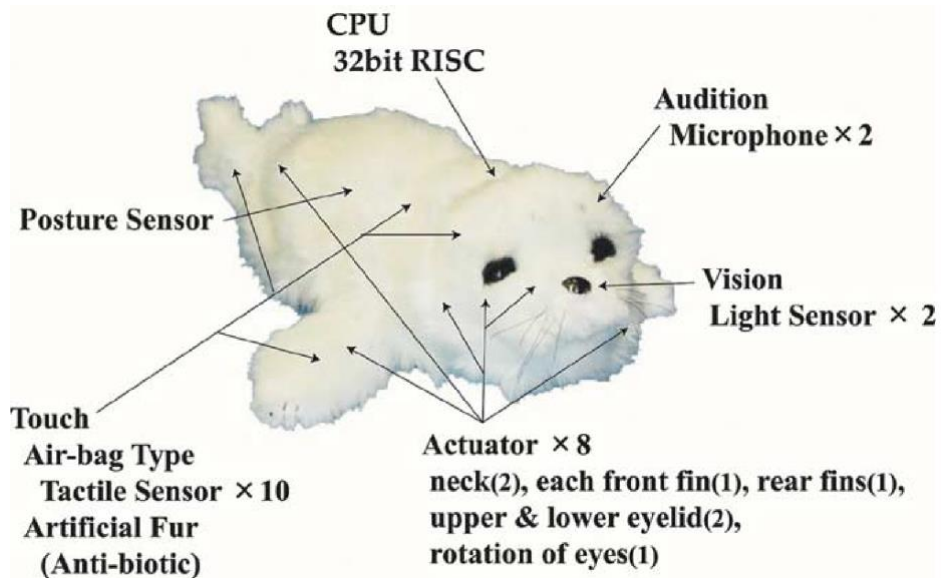 CPU
32bit RISC
Audition
Microphone × 2
Posture Sensor
Vision
Light Sensor × 2
Touch
Air-bag Type
Tactile Sensor × 10
Artificial Fur
(Anti-biotic)
Actuator × 8
neck(2), each front fin(1), rear fins(1),
upper & lower eyelid(2),
rotation of eyes(1)